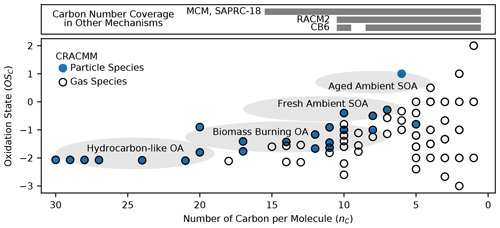 Carbon Number Coverage
in Other Mechanisms
MCM, SAPRC-18
RACM2
CB6
CRACMM
Particle Species
Gas Species
Aged Ambient SOA
Fresh Ambient SOA
Biomass Burning OA
Hydrocarbon-like OA
Oxidation State (OSC)
2
1
0
−1
−2
−3
30
25
20
15
10
5
0
Number of Carbon per Molecule (nC)